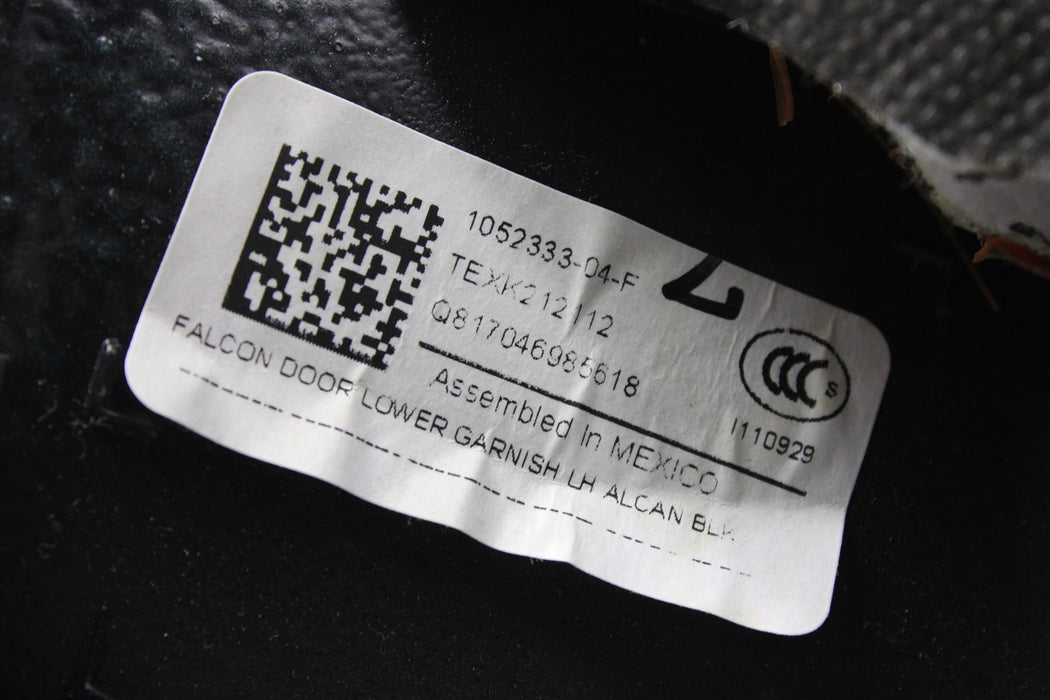 1052333-04-F
TEXK212112
Q817046985618
CCC S
I110929
Assembled In MEXICO
FALCON DOOR LOWER GARNISH LH ALCAN BLK